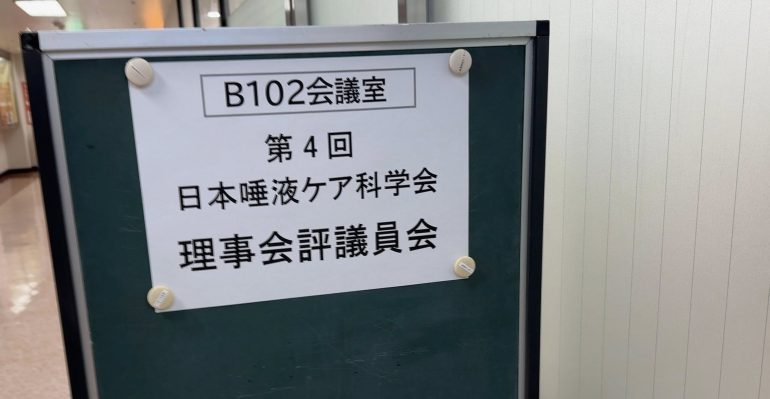 B102会議室
第4回
日本唾液ケア科学会
理事会評議員会